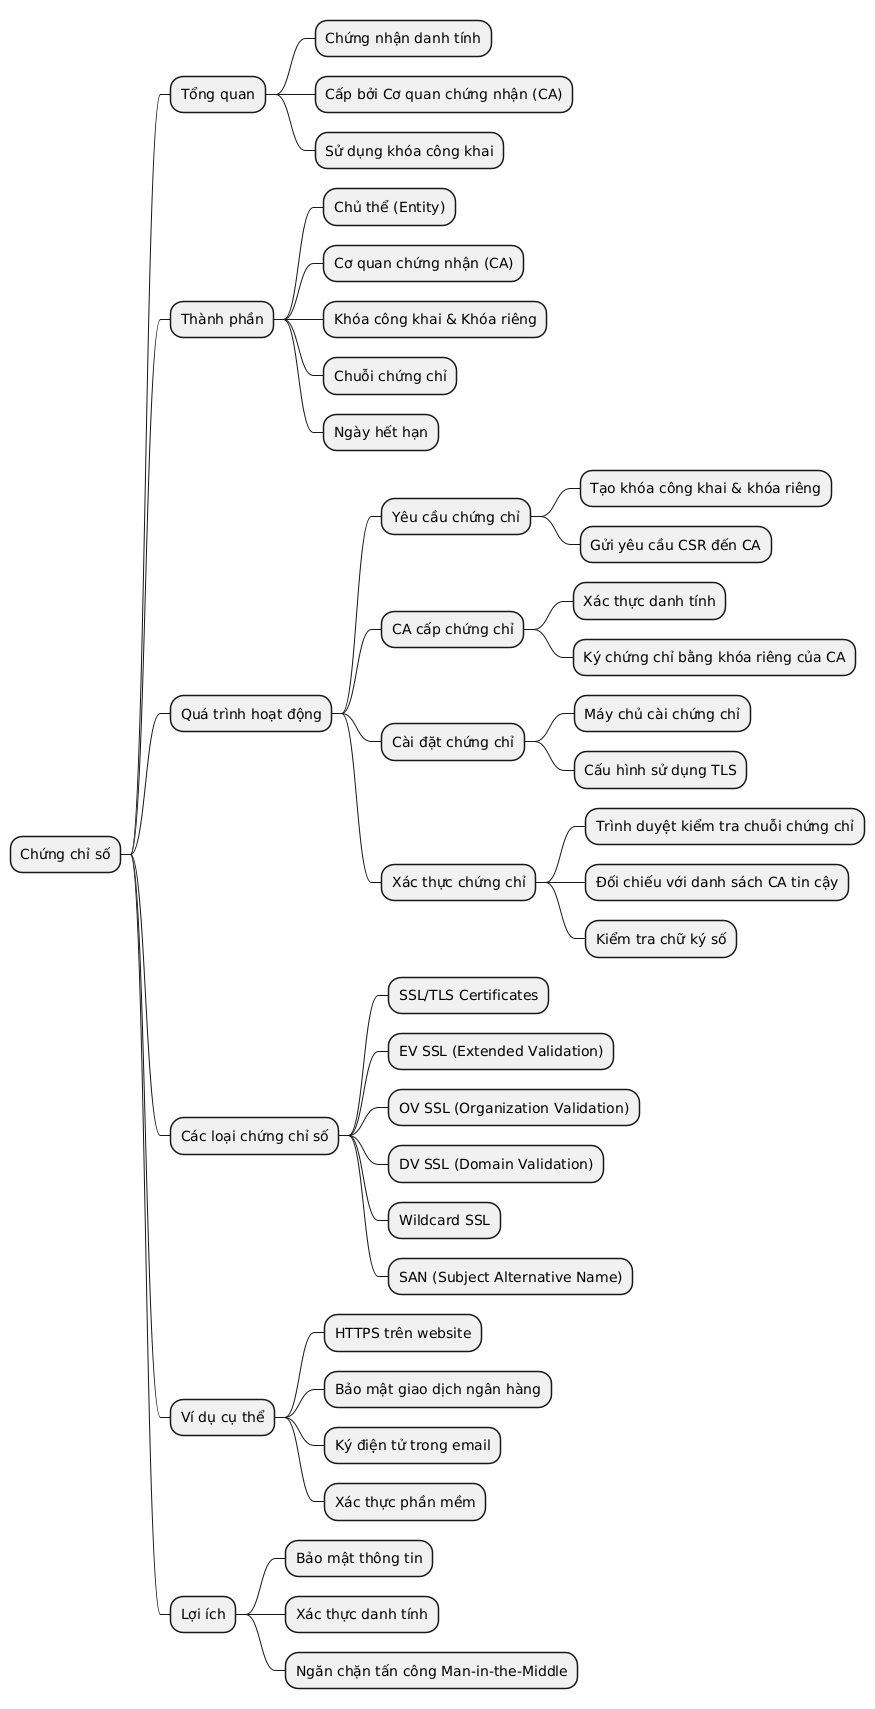 Chứng chỉ số
Tổng quan
Chứng nhận danh tính
Cấp bởi Cơ quan chứng nhận (CA)
Sử dụng khóa công khai
Thành phần
Chủ thể (Entity)
Cơ quan chứng nhận (CA)
Khóa công khai & Khóa riêng
Chuỗi chứng chỉ
Ngày hết hạn
Quá trình hoạt động
Yêu cầu chứng chỉ
Tạo khóa công khai & khóa riêng
Gửi yêu cầu CSR đến CA
CA cấp chứng chỉ
Xác thực danh tính
Ký chứng chỉ bằng khóa riêng của CA
Cài đặt chứng chỉ
Máy chủ cài chứng chỉ
Cấu hình sử dụng TLS
Xác thực chứng chỉ
Trình duyệt kiểm tra chuỗi chứng chỉ
Đối chiếu với danh sách CA tin cậy
Kiểm tra chữ ký số
Các loại chứng chỉ số
SSL/TLS Certificates
EV SSL (Extended Validation)
OV SSL (Organization Validation)
DV SSL (Domain Validation)
Wildcard SSL
SAN (Subject Alternative Name)
Ví dụ cụ thể
HTTPS trên website
Bảo mật giao dịch ngân hàng
Ký điện tử trong email
Xác thực phần mềm
Lợi ích
Bảo mật thông tin
Xác thực danh tính
Ngăn chặn tấn công Man-in-the-Middle